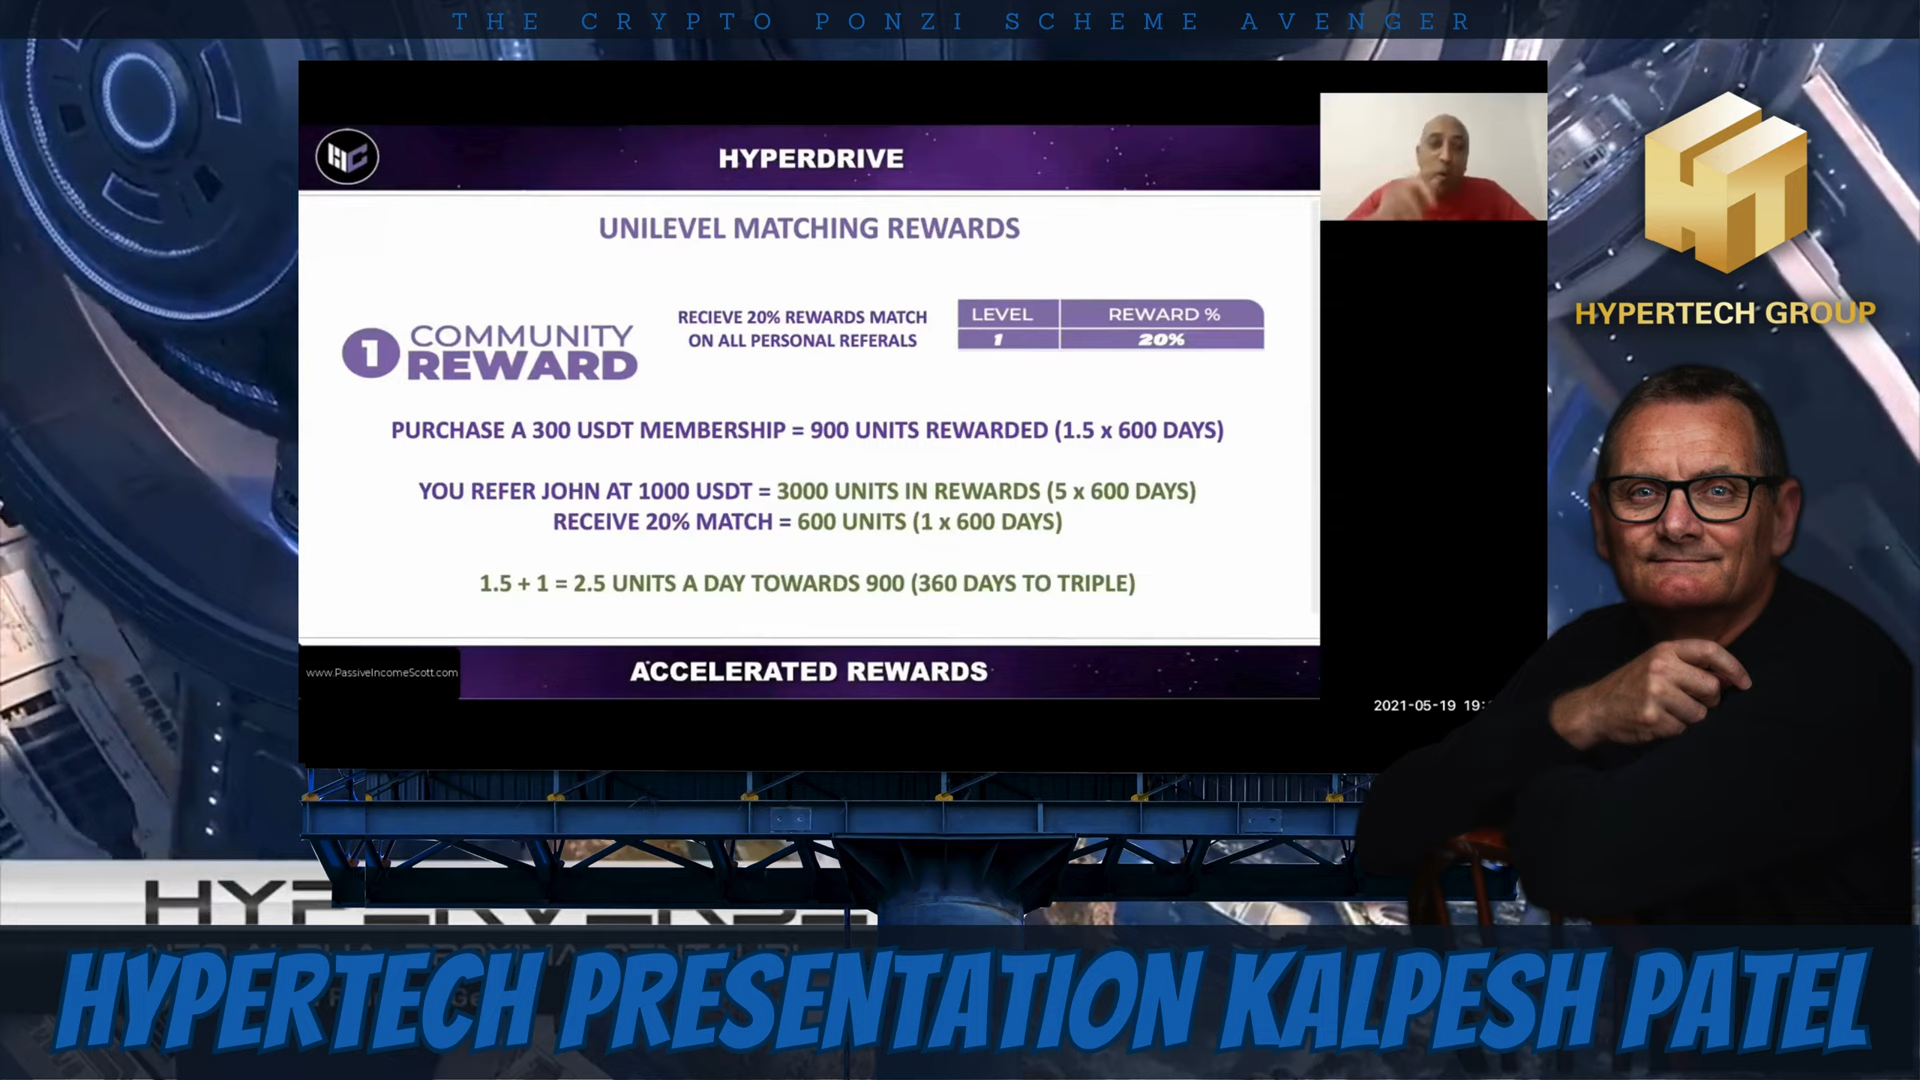 THE CRYPTO PONZI SCHEME AVENGER
HC
HYPERDRIVE
UNILEVEL MATCHING REWARDS
1 COMMUNITY
REWARD
RECIEVE 20% REWARDS MATCH
ON ALL PERSONAL REFERALS
LEVEL REWARD %
1 20%
PURCHASE A 300 USDT MEMBERSHIP = 900 UNITS REWARDED (1.5 x 600 DAYS)
YOU REFER JOHN AT 1000 USDT = 3000 UNITS IN REWARDS (5 x 600 DAYS)
RECEIVE 20% MATCH = 600 UNITS (1 x 600 DAYS)
1.5 + 1 = 2.5 UNITS A DAY TOWARDS 900 (360 DAYS TO TRIPLE)
www.PassiveIncomeScott.com
ACCELERATED REWARDS
2021-05-19 19:
HT
HYPERTECH GROUP
HYPERVERSE
HYPERTECH PRESENTATION KALPESH PATEL